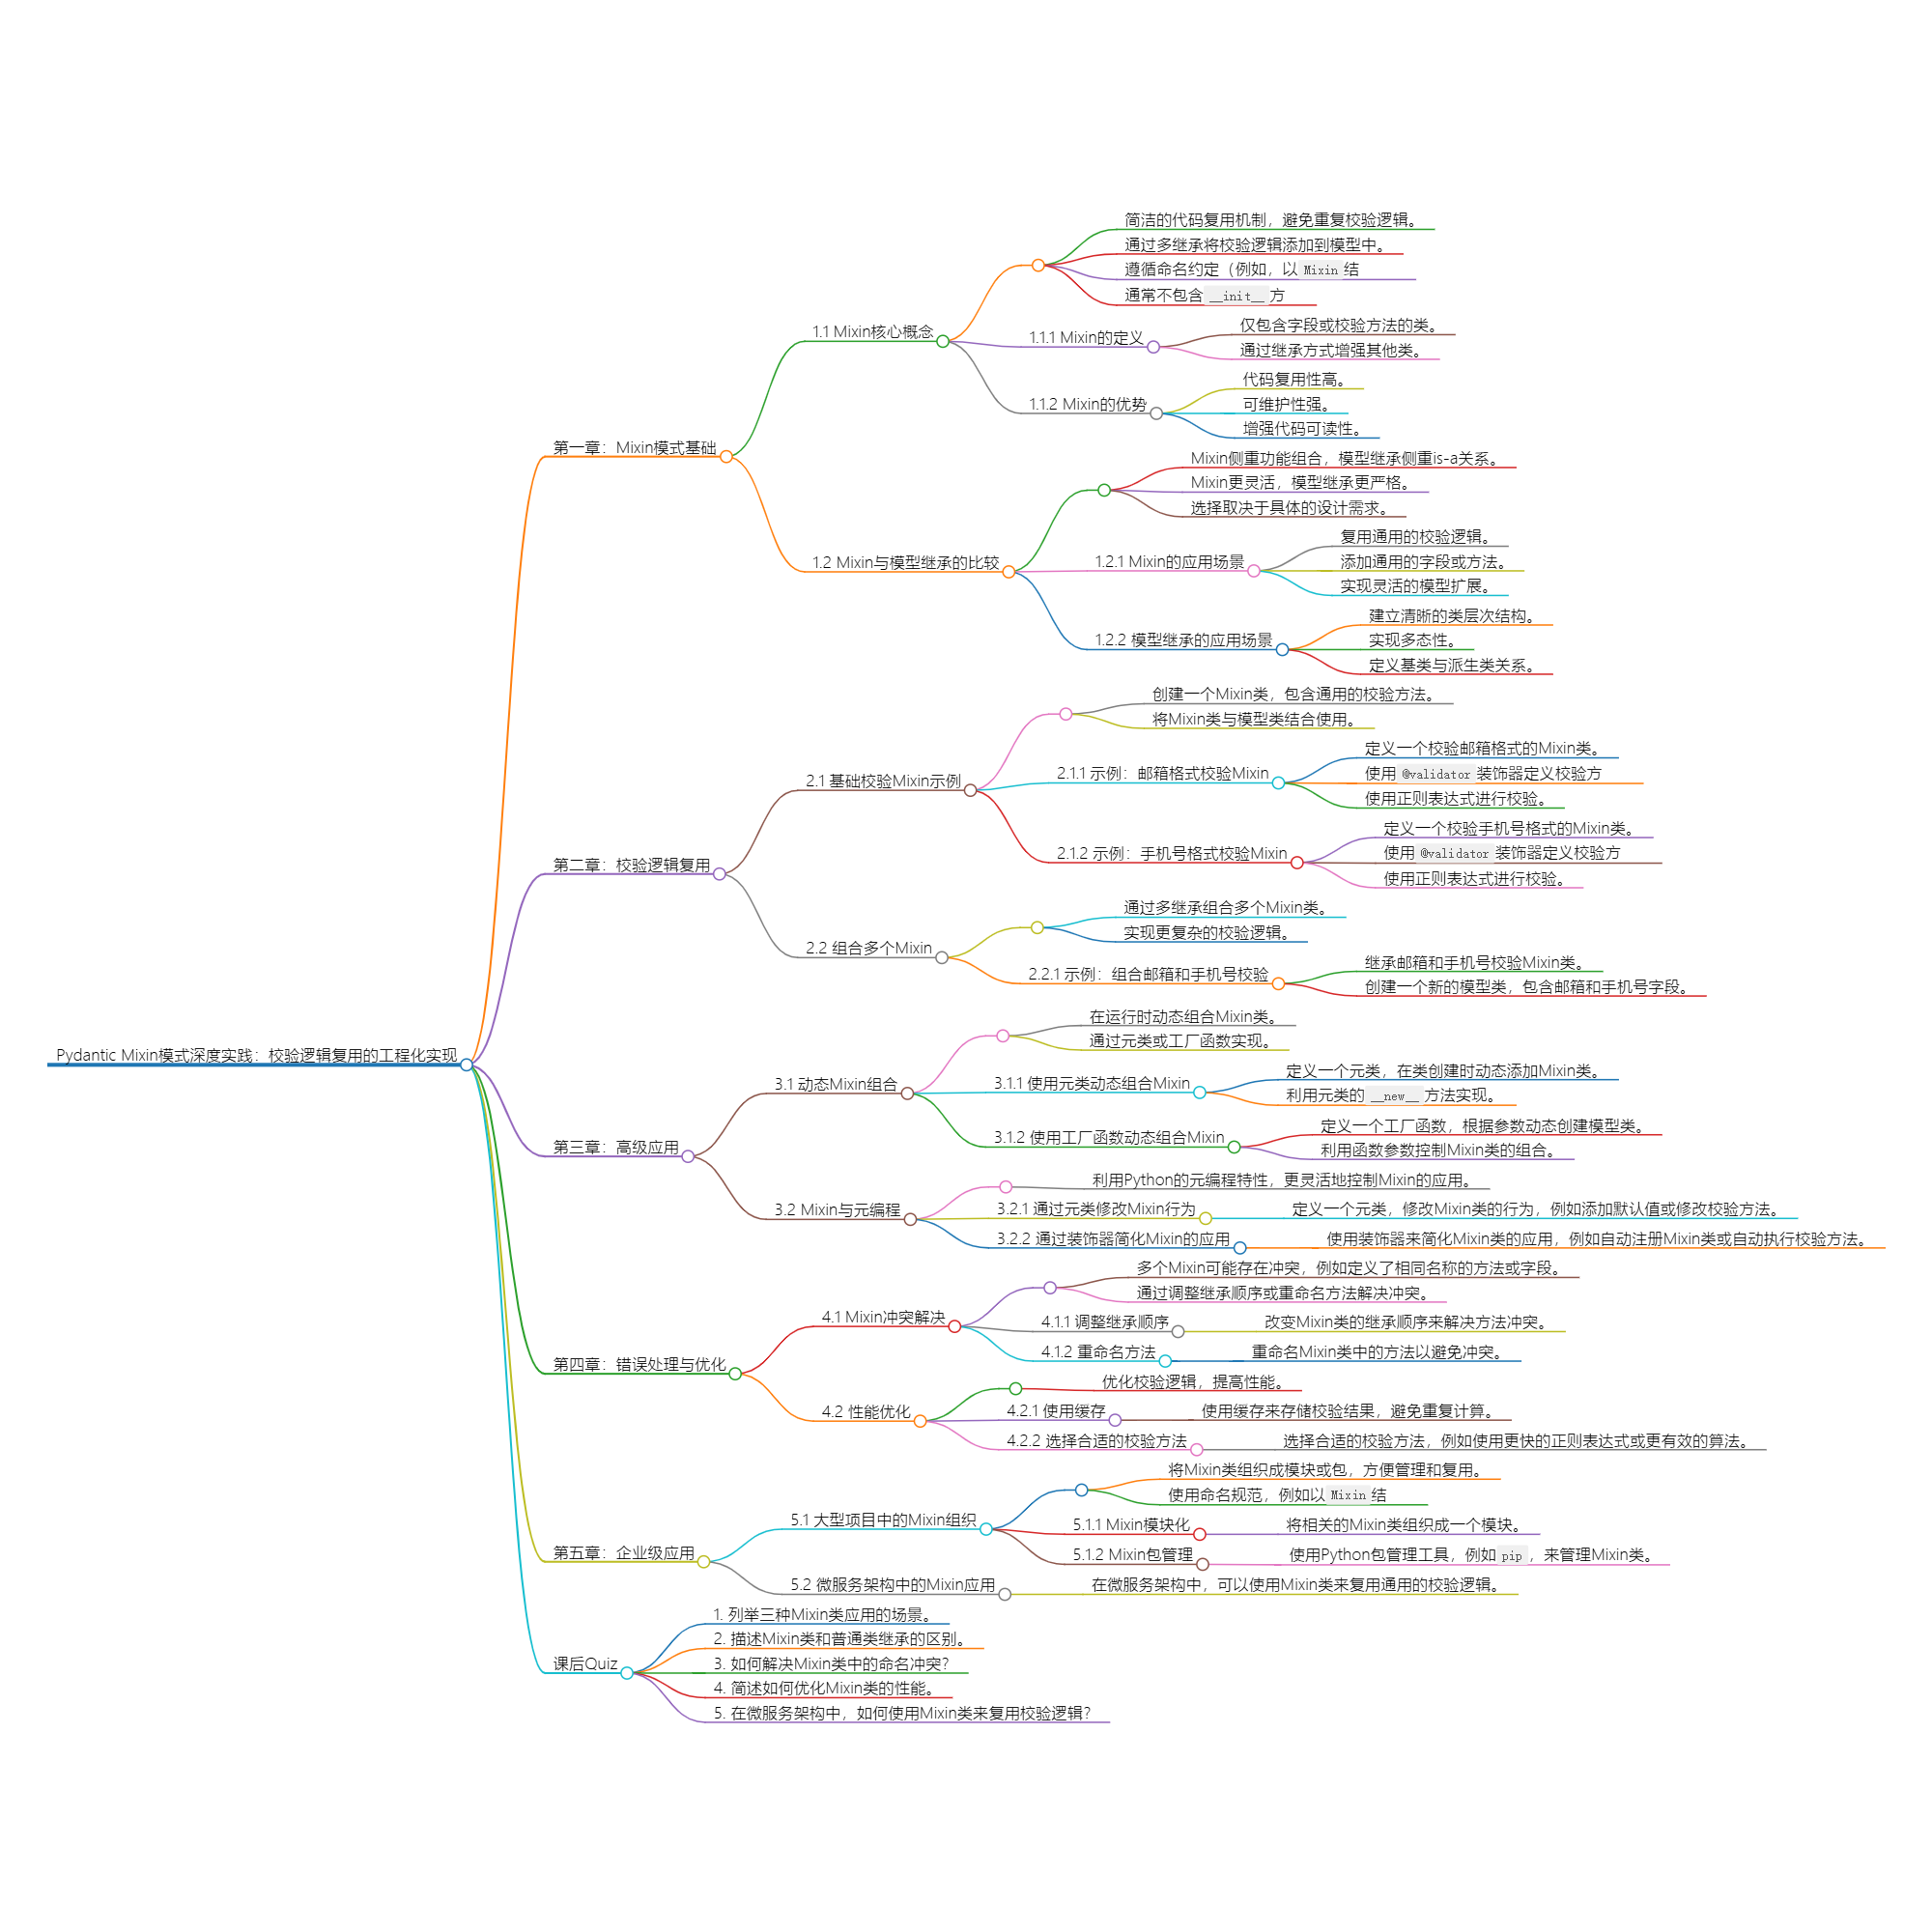 Pydantic Mixin模式深度实践：校验逻辑复用的工程化实现
第一章：Mixin模式基础
1.1 Mixin核心概念
简洁的代码复用机制，避免重复校验逻辑。
通过多继承将校验逻辑添加到模型中。
遵循命名约定（例如，以 Mixin 结
通常不包含 __init__ 方
1.1.1 Mixin的定义
仅包含字段或校验方法的类。
通过继承方式增强其他类。
1.1.2 Mixin的优势
代码复用性高。
可维护性强。
增强代码可读性。
1.2 Mixin与模型继承的比较
Mixin侧重功能组合，模型继承侧重is-a关系。
Mixin更灵活，模型继承更严格。
选择取决于具体的设计需求。
1.2.1 Mixin的应用场景
复用通用的校验逻辑。
添加通用的字段或方法。
实现灵活的模型扩展。
1.2.2 模型继承的应用场景
建立清晰的类层次结构。
实现多态性。
定义基类与派生类关系。
第二章：校验逻辑复用
2.1 基础校验Mixin示例
创建一个Mixin类，包含通用的校验方法。
将Mixin类与模型类结合使用。
2.1.1 示例：邮箱格式校验Mixin
定义一个校验邮箱格式的Mixin类。
使用 @validator 装饰器定义校验方
使用正则表达式进行校验。
2.1.2 示例：手机号格式校验Mixin
定义一个校验手机号格式的Mixin类。
使用 @validator 装饰器定义校验方
使用正则表达式进行校验。
2.2 组合多个Mixin
通过多继承组合多个Mixin类。
实现更复杂的校验逻辑。
2.2.1 示例：组合邮箱和手机号校验
继承邮箱和手机号校验Mixin类。
创建一个新的模型类，包含邮箱和手机号字段。
第三章：高级应用
3.1 动态Mixin组合
在运行时动态组合Mixin类。
通过元类或工厂函数实现。
3.1.1 使用元类动态组合Mixin
定义一个元类，在类创建时动态添加Mixin类。
利用元类的 __new__ 方法实现。
3.1.2 使用工厂函数动态组合Mixin
定义一个工厂函数，根据参数动态创建模型类。
利用函数参数控制Mixin类的组合。
3.2 Mixin与元编程
利用Python的元编程特性，更灵活地控制Mixin的应用。
3.2.1 通过元类修改Mixin行为
定义一个元类，修改Mixin类的行为，例如添加默认值或修改校验方法。
3.2.2 通过装饰器简化Mixin的应用
使用装饰器来简化Mixin类的应用，例如自动注册Mixin类或自动执行校验方法。
第四章：错误处理与优化
4.1 Mixin冲突解决
多个Mixin可能存在冲突，例如定义了相同名称的方法或字段。
通过调整继承顺序或重命名方法解决冲突。
4.1.1 调整继承顺序
改变Mixin类的继承顺序来解决方法冲突。
4.1.2 重命名方法
重命名Mixin类中的方法以避免冲突。
4.2 性能优化
优化校验逻辑，提高性能。
4.2.1 使用缓存
使用缓存来存储校验结果，避免重复计算。
4.2.2 选择合适的校验方法
选择合适的校验方法，例如使用更快的正则表达式或更有效的算法。
第五章：企业级应用
5.1 大型项目中的Mixin组织
将Mixin类组织成模块或包，方便管理和复用。
使用命名规范，例如以 Mixin 结
5.1.1 Mixin模块化
将相关的Mixin类组织成一个模块。
5.1.2 Mixin包管理
使用Python包管理工具，例如 pip ，来管理Mixin类。
5.2 微服务架构中的Mixin应用
在微服务架构中，可以使用Mixin类来复用通用的校验逻辑。
课后Quiz
1. 列举三种Mixin类应用的场景。
2. 描述Mixin类和普通类继承的区别。
3. 如何解决Mixin类中的命名冲突？
4. 简述如何优化Mixin类的性能。
5. 在微服务架构中，如何使用Mixin类来复用校验逻辑？